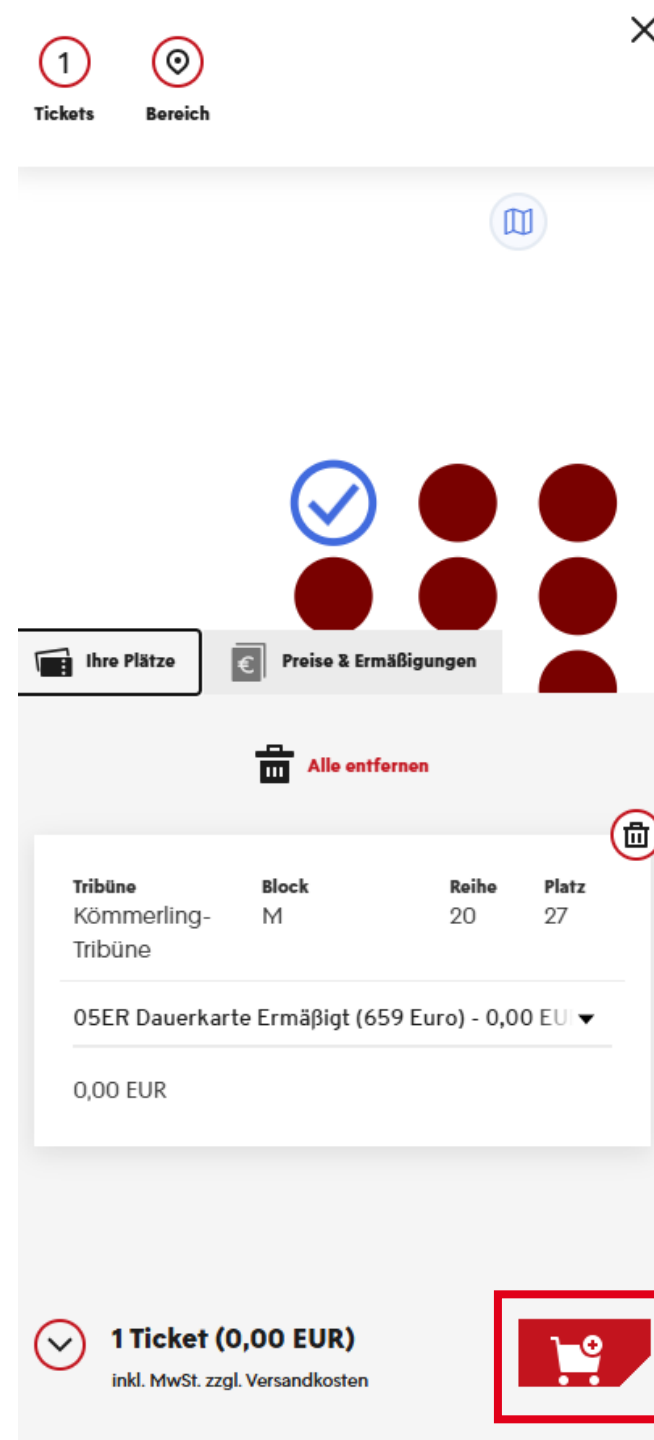 1
Tickets Bereich
Ihre Plätze Preise & Ermäßigungen
Alle entfernen
Tribüne Block Reihe Platz
Kömmerling- M 20 27
Tribüne
05ER Dauerkarte Ermäßigt (659 Euro) - 0,00 EU
0,00 EUR
1 Ticket (0,00 EUR)
inkl. MwSt. zzgl. Versandkosten